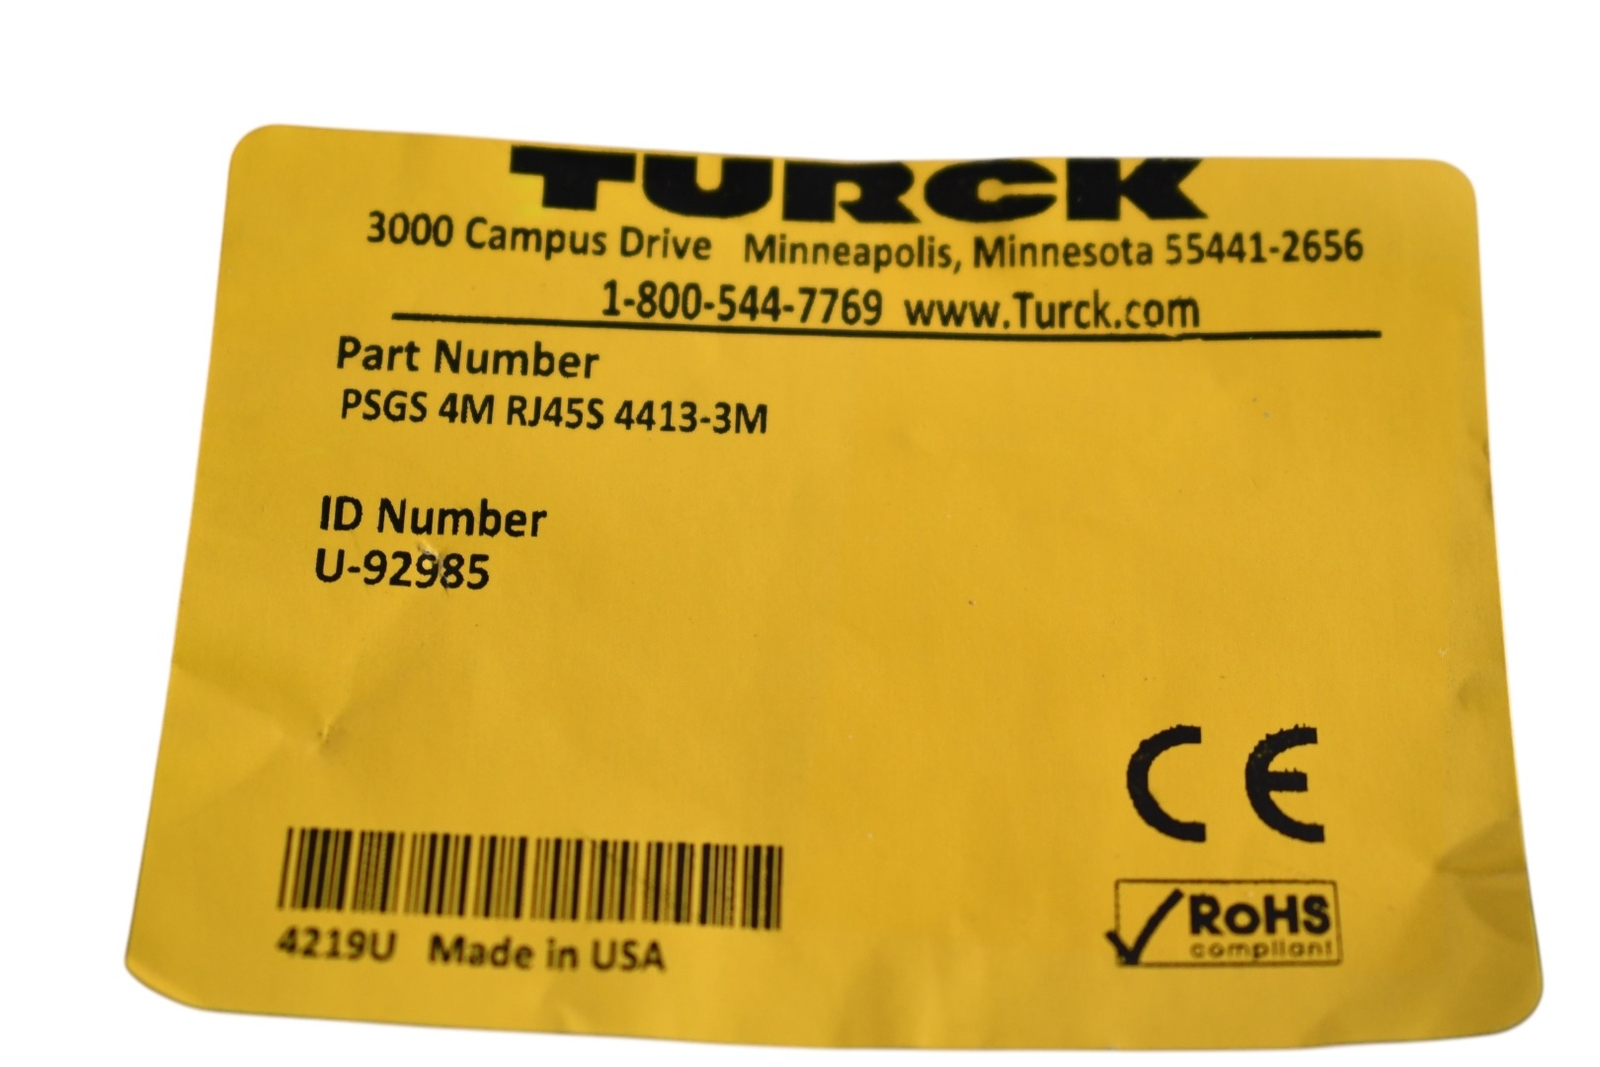 TURCK
3000 Campus Drive Minneapolis, Minnesota 55441-2656
1-800-544-7769 www.Turck.com
Part Number
PSGS 4M RJ45S 4413-3M
ID Number
U-92985
CE
RoHS
compliant
4219U Made in USA